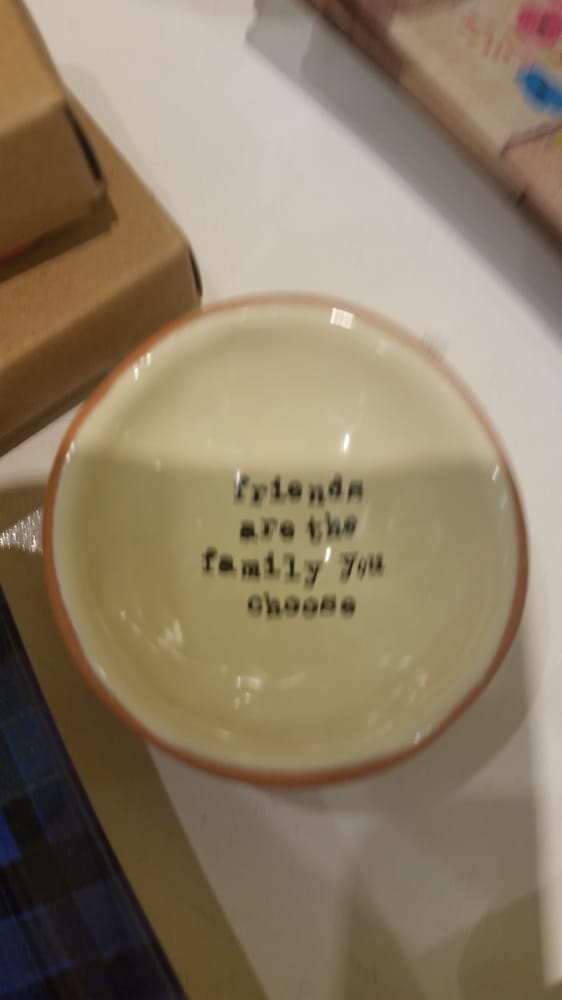 friends
are the
family you
choose